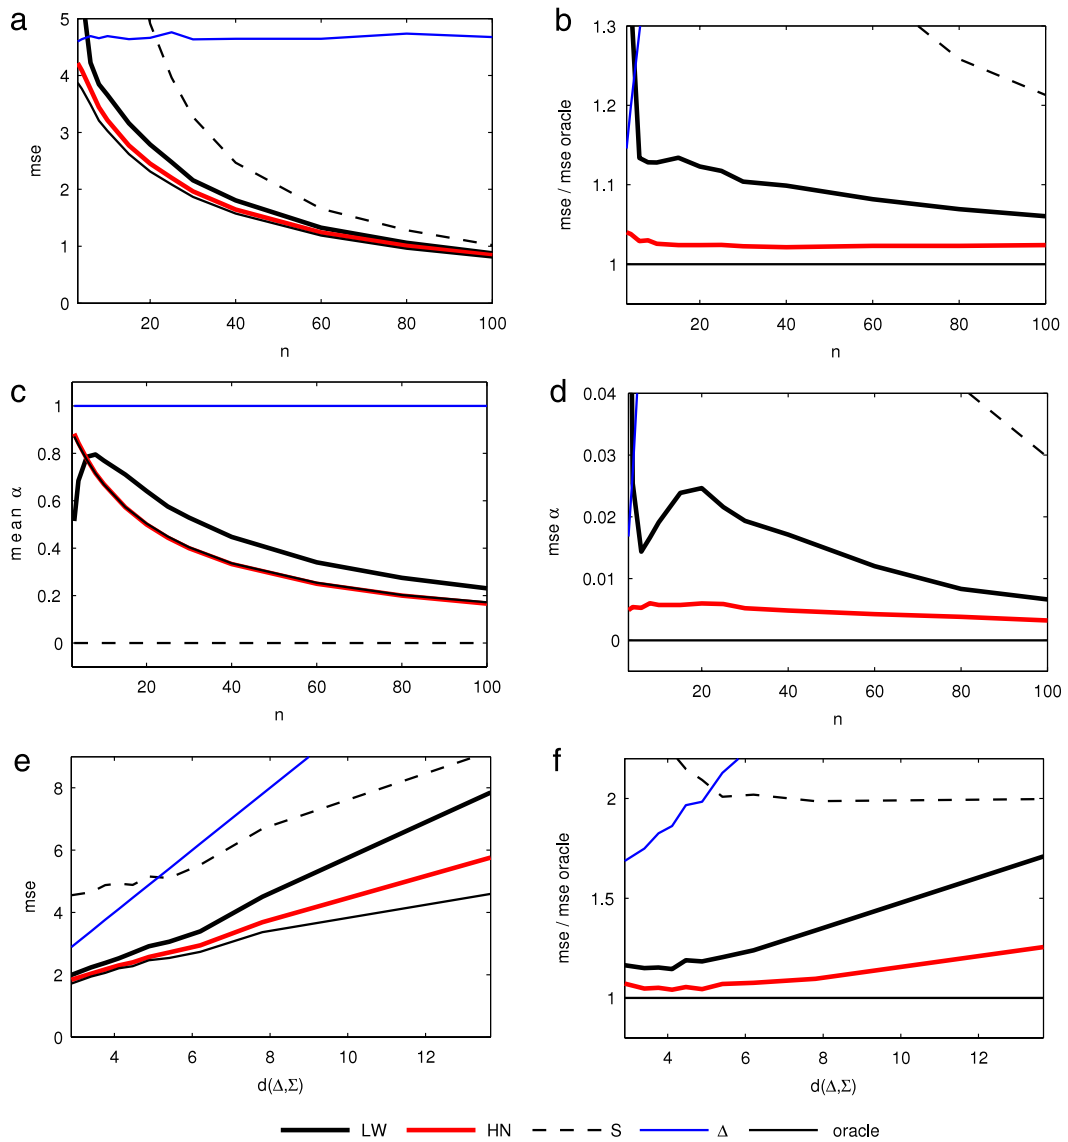 a
5
4
3
2
1
0
mse
20 40 60 80 100
n
b
1.3
1.2
1.1
1
mse / mse oracle
20 40 60 80 100
n
c
1
0.8
0.6
0.4
0.2
0
mean α
20 40 60 80 100
n
d
0.04
0.03
0.02
0.01
0
mse α
20 40 60 80 100
n
e
8
6
4
2
0
mse
4 6 8 10 12
d(Δ,Σ)
f
2
1.5
1
mse / mse oracle
4 6 8 10 12
d(Δ,Σ)
LW HN S Δ oracle